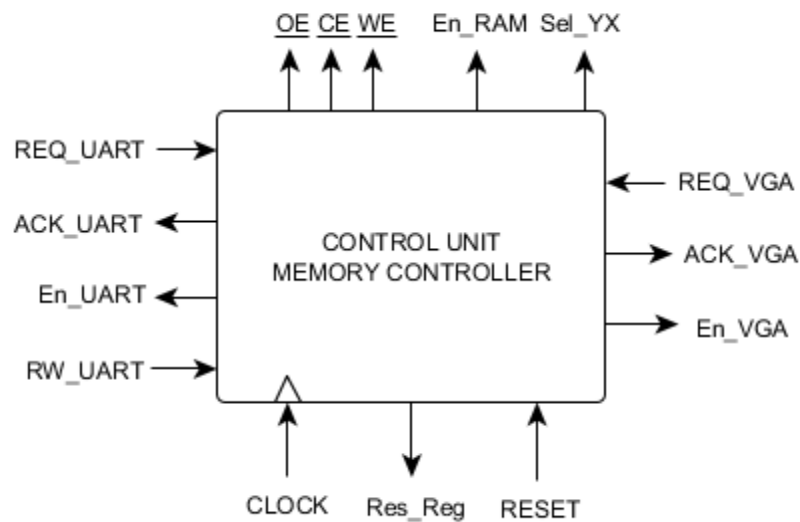 OE CE WE En_RAM Sel_YX
REQ_UART
REQ_VGA
ACK_UART
CONTROL UNIT
MEMORY CONTROLLER
ACK_VGA
En_UART
En_VGA
RW_UART
CLOCK Res_Reg RESET